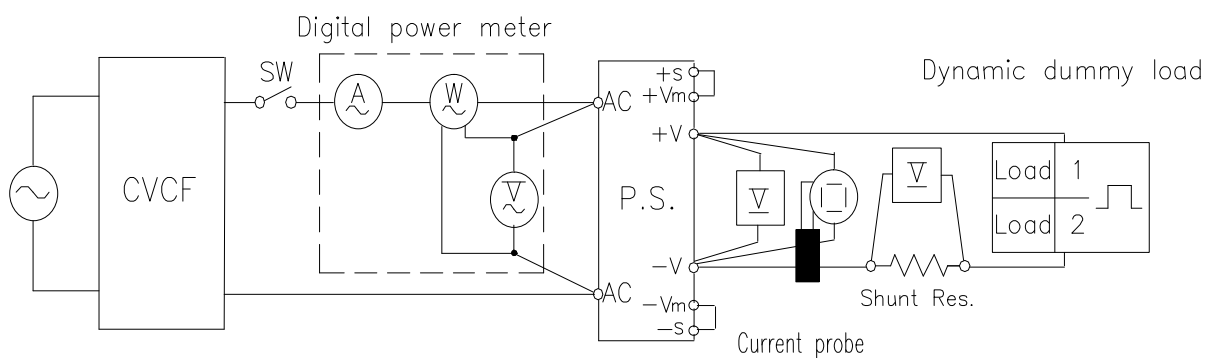 Digital power meter
SW
A
W
V
CVCF
AC
AC
P.S.
+S
+Vm
+V
-V
-Vm
-S
V
V
Dynamic dummy load
Load 1
Load 2
Shunt Res.
Current probe